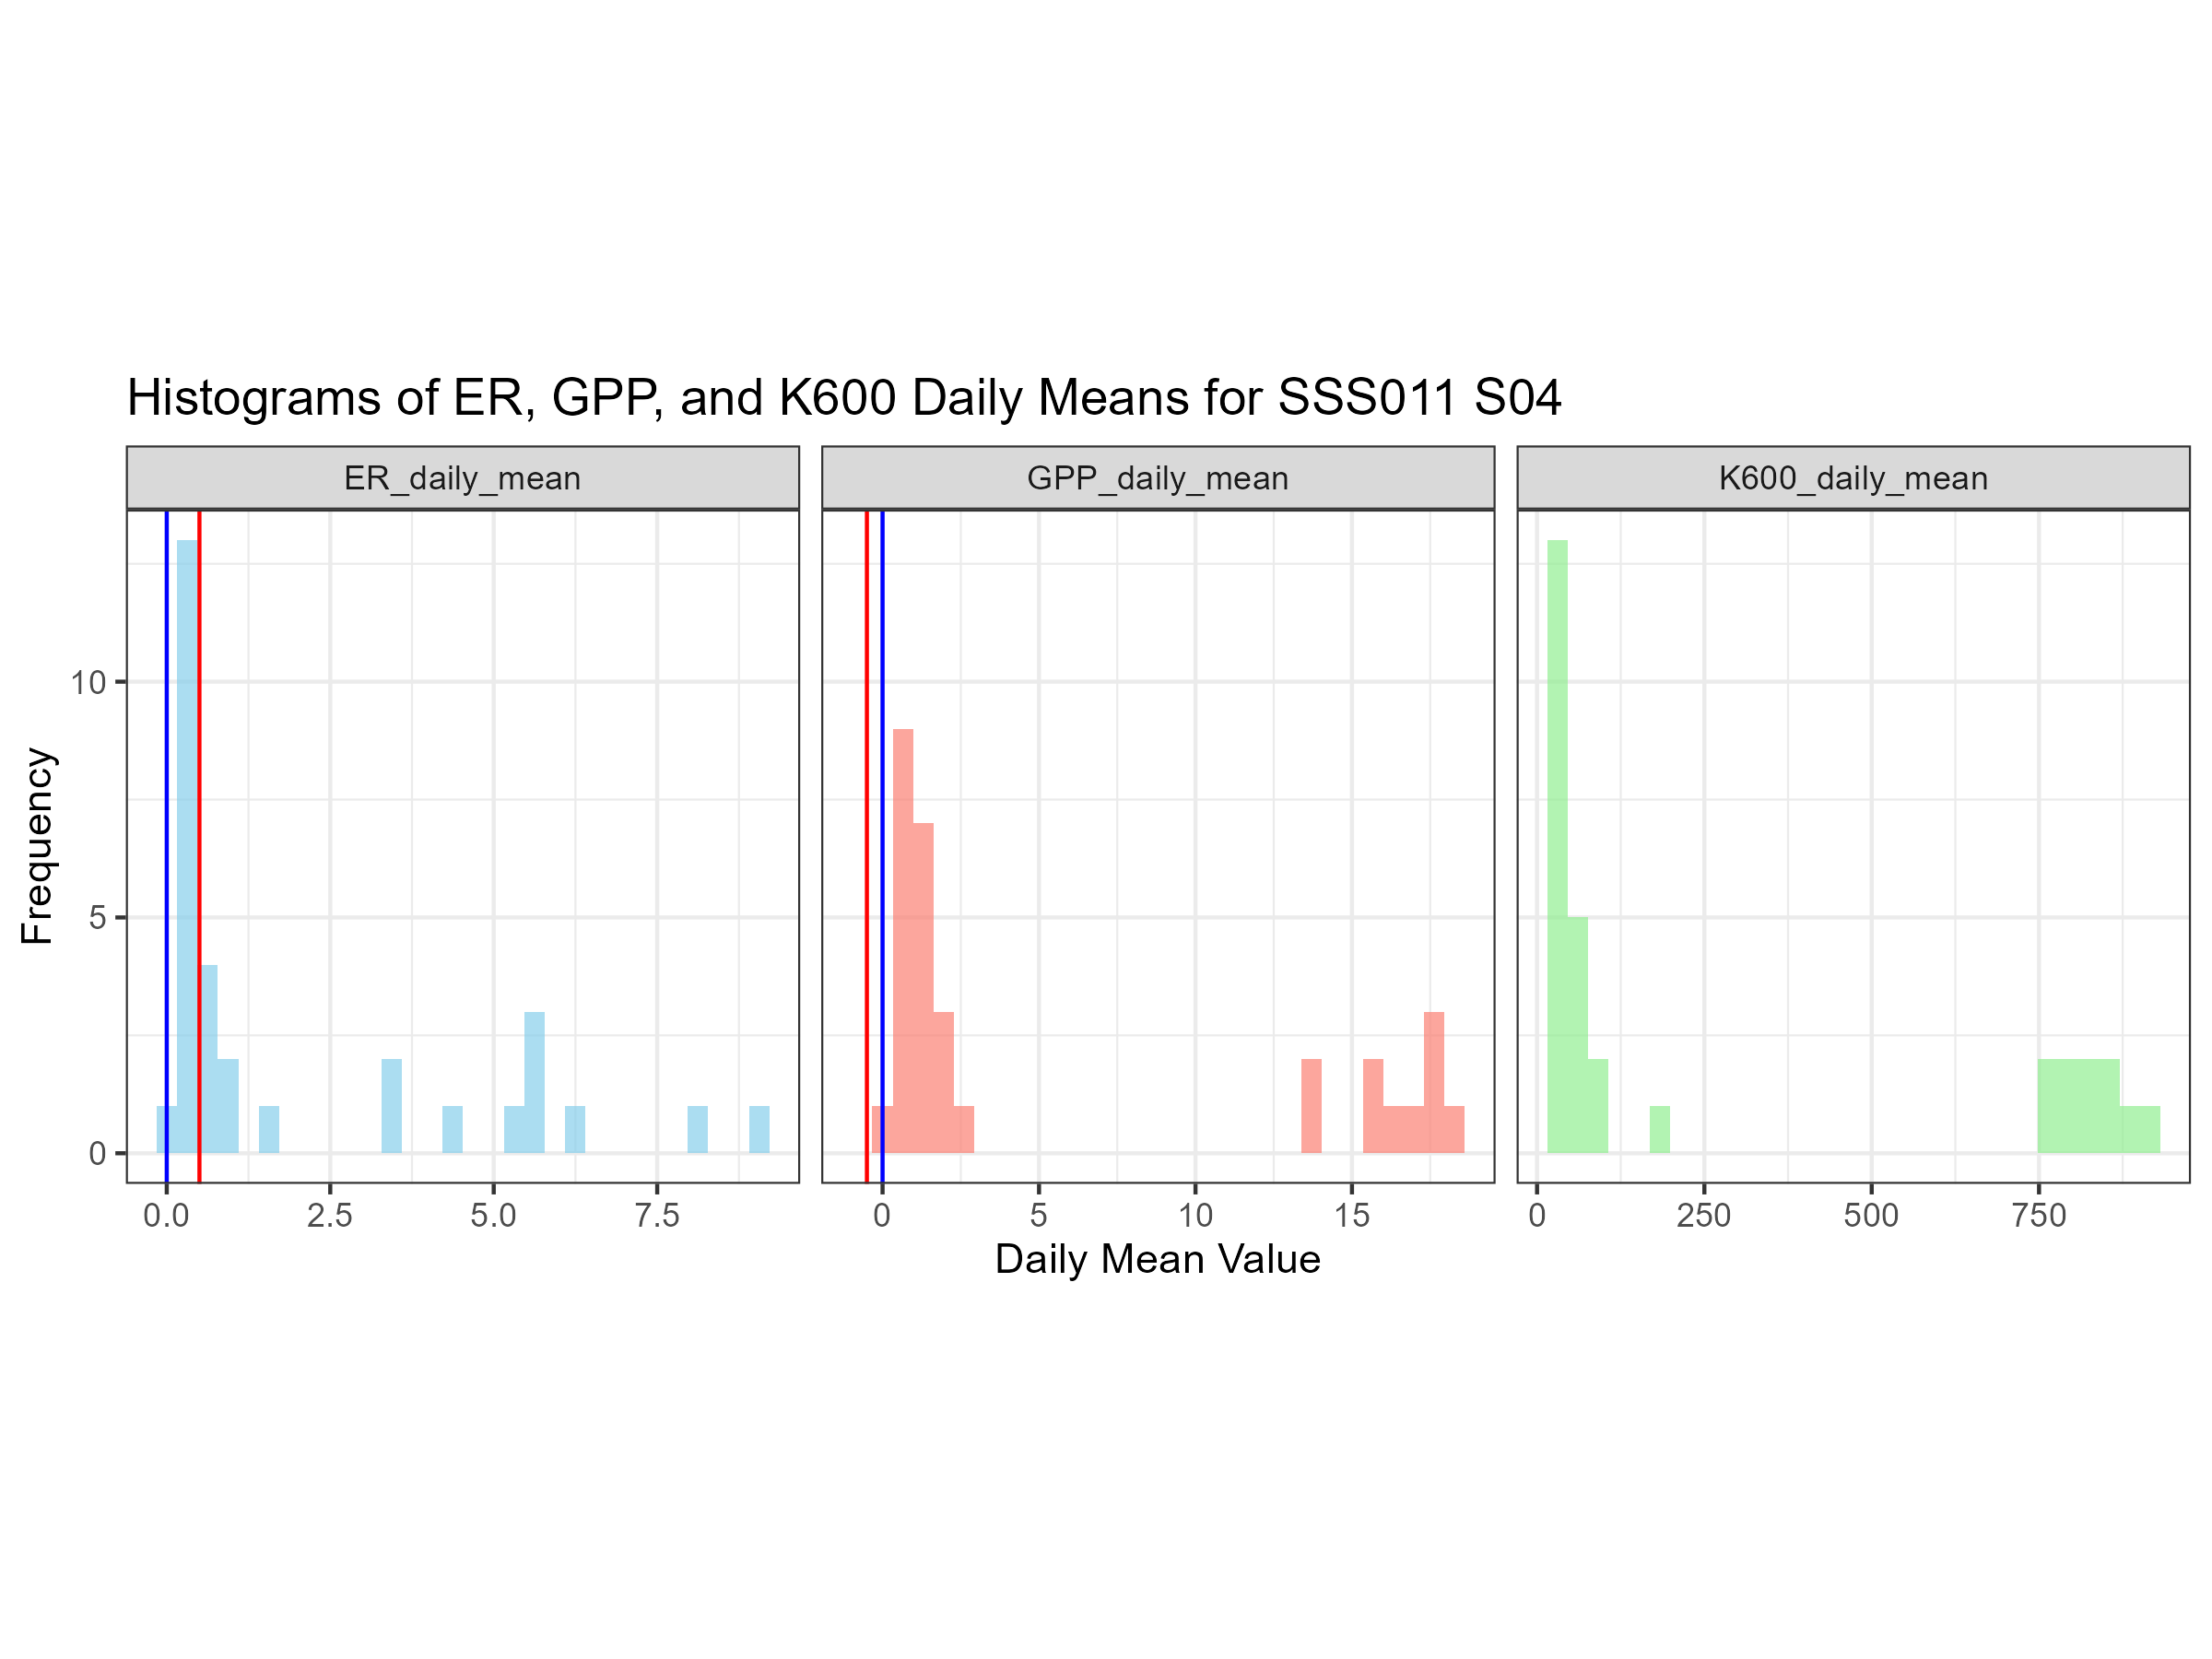 Histograms of ER, GPP, and K600 Daily Means for SSS011 S04
ER_daily_mean
GPP_daily_mean
K600_daily_mean
Frequency
10
5
0
0.0 2.5 5.0 7.5
0 5 10 15
0 250 500 750
Daily Mean Value